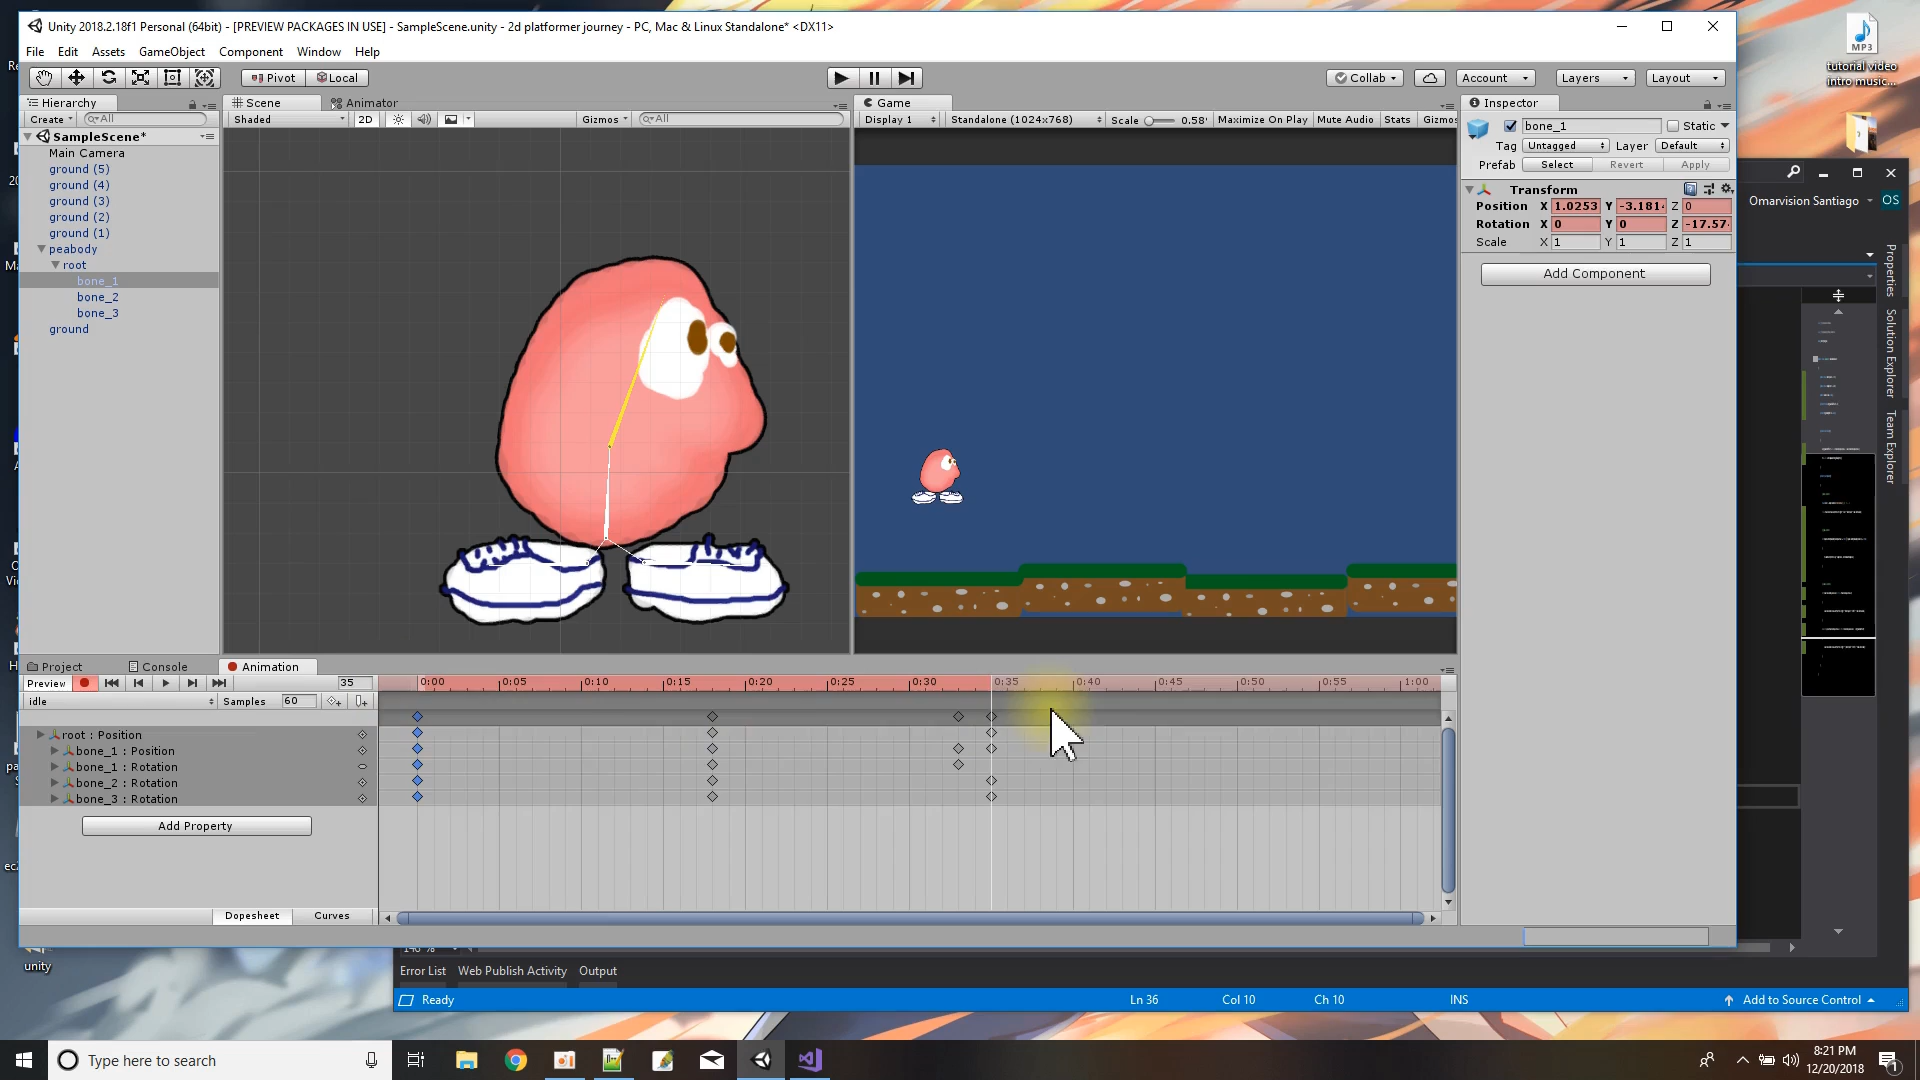 Unity 2018.2.18f1 Personal (64bit) - [PREVIEW PACKAGES IN USE] - SampleScene.unity - 2d platformer journey - PC, Mac & Linux Standalone* <DX11>
File Edit Assets GameObject Component Window Help
Pivot Local Collab Account Layers Layout
Hierarchy Scene Animator Game Inspector
Create All Shaded 2D Gizmos All Display 1 Standalone (1024x768) Scale 0.58 Maximize On Play Mute Audio Stats Gizmos
bone_1 Static
SampleScene*
Main Camera
ground (5)
ground (4)
ground (3)
ground (2)
ground (1)
peabody
root
bone_1
bone_2
bone_3
ground
Tag Untagged Layer Default
Prefab Select Revert Apply
Transform
Position X 1.0253 Y -3.181 Z 0
Rotation X 0 Y 0 Z -17.57
Scale X 1 Y 1 Z 1
Add Component
Project Console Animation
Preview 35 0:00 0:05 0:10 0:15 0:20 0:25 0:30 0:35 0:40 0:45 0:50 0:55 1:00
idle Samples 60
root : Position
bone_1 : Position
bone_1 : Rotation
bone_2 : Rotation
bone_3 : Rotation
Add Property
Dopesheet Curves
MP3
tutorial video
intro music...
Omarvision Santiago OS
Properties
Solution Explorer
Team Explorer
unity
Error List Web Publish Activity Output
Ready Ln 36 Col 10 Ch 10 INS Add to Source Control
Type here to search
8:21 PM
12/20/2018
1